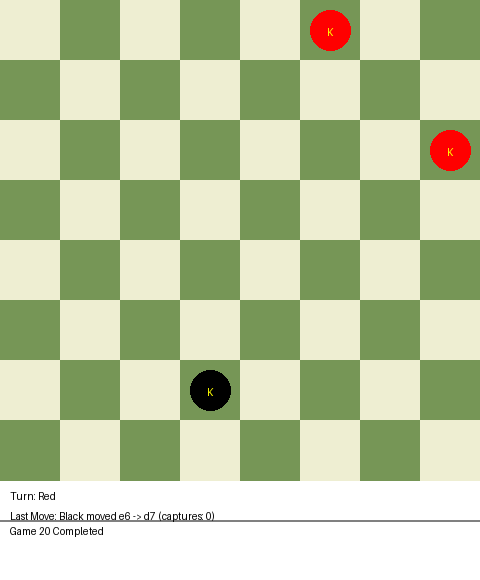 K
K
K
Turn: Red
Last Move: Black moved e6 -> d7 (captures: 0)
Game 20 Completed